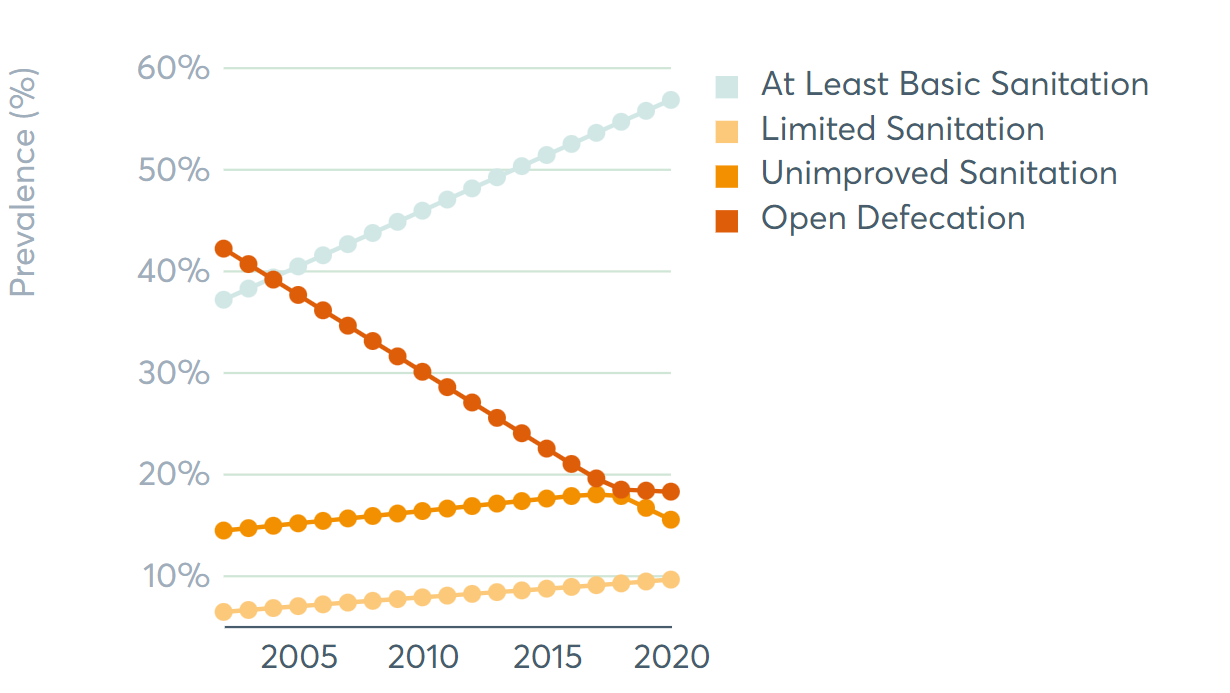 Prevalence (%)
60%
50%
40%
30%
20%
10%
2005 2010 2015 2020
At Least Basic Sanitation
Limited Sanitation
Unimproved Sanitation
Open Defecation